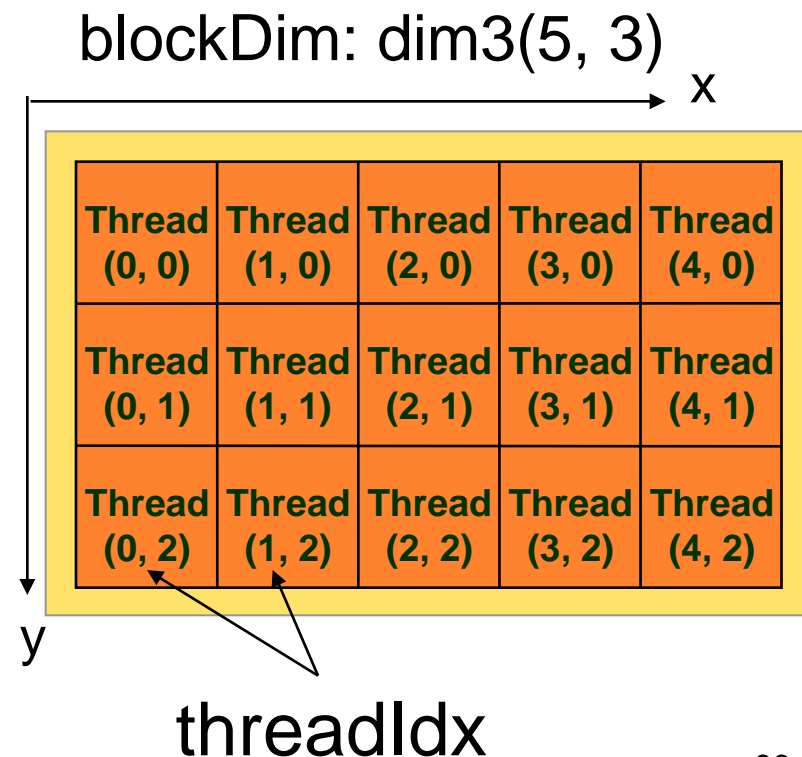 blockDim: dim3(5, 3)
x
Thread Thread Thread Thread Thread
(0, 0) (1, 0) (2, 0) (3, 0) (4, 0)
Thread Thread Thread Thread Thread
(0, 1) (1, 1) (2, 1) (3, 1) (4, 1)
Thread Thread Thread Thread Thread
(0, 2) (1, 2) (2, 2) (3, 2) (4, 2)
y
threadIdx